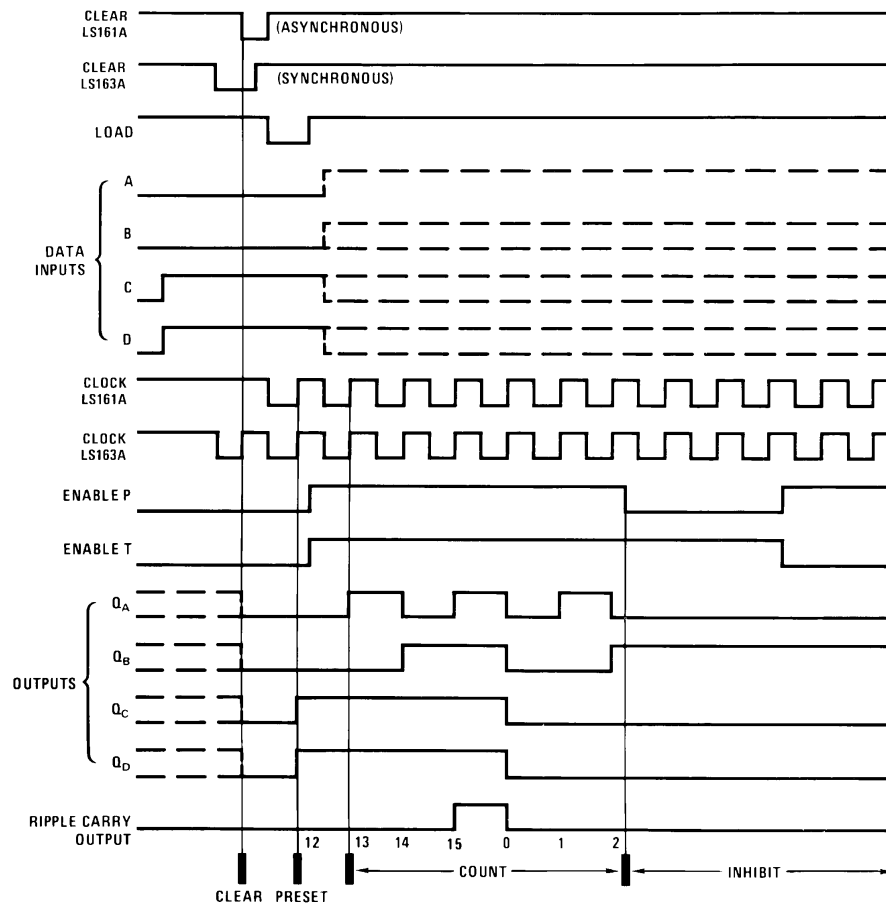 CLEAR
LS161A
(ASYNCHRONOUS)
CLEAR
LS163A
(SYNCHRONOUS)
LOAD
A
B
DATA
INPUTS
C
D
CLOCK
LS161A
CLOCK
LS163A
ENABLE P
ENABLE T
QA
QB
OUTPUTS
QC
QD
RIPPLE CARRY
OUTPUT
12 13 14 15 0 1 2
COUNT INHIBIT
CLEAR PRESET